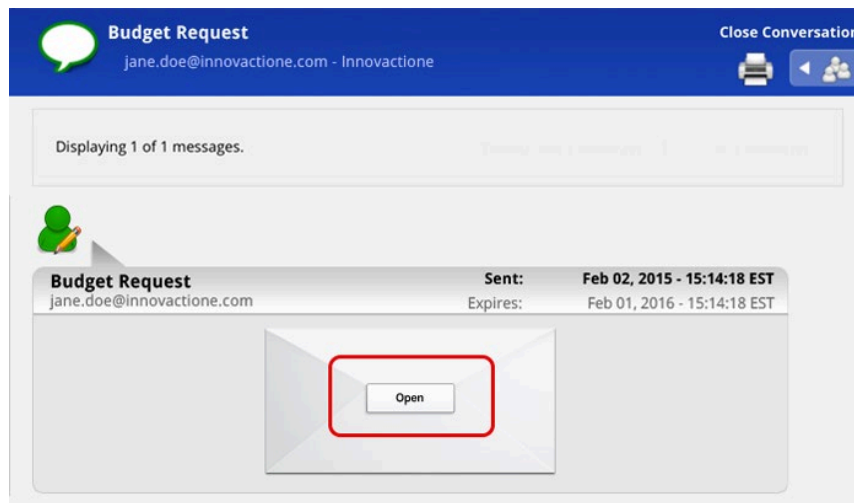 Budget Request
Close Conversation
jane.doe@innovactione.com - Innovactione
Displaying 1 of 1 messages.
Budget Request Sent: Feb 02, 2015 - 15:14:18 EST
jane.doe@innovactione.com Expires: Feb 01, 2016 - 15:14:18 EST
Open